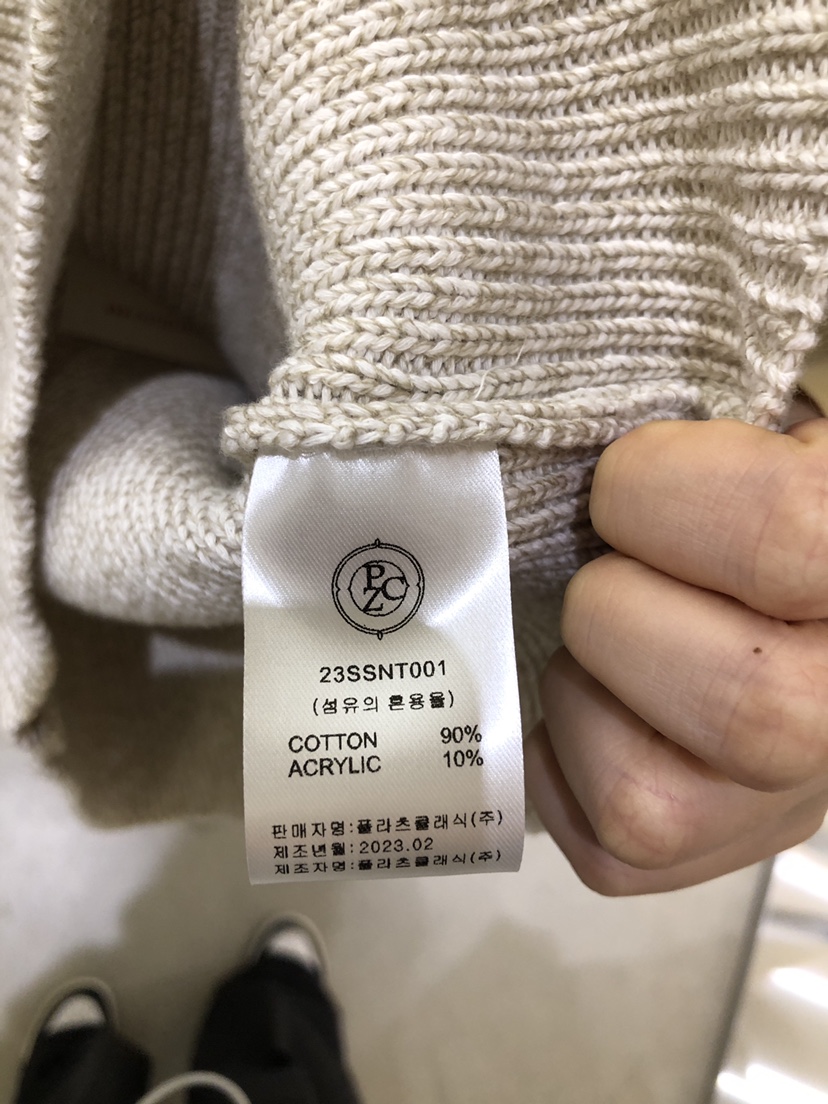 PZC
23SSNT001
(섬유의 혼용율)
COTTON 90%
ACRYLIC 10%
판매자명:플라츠클래식(주)
제조년월:2023.02
제조자명:플라츠클래식(주)